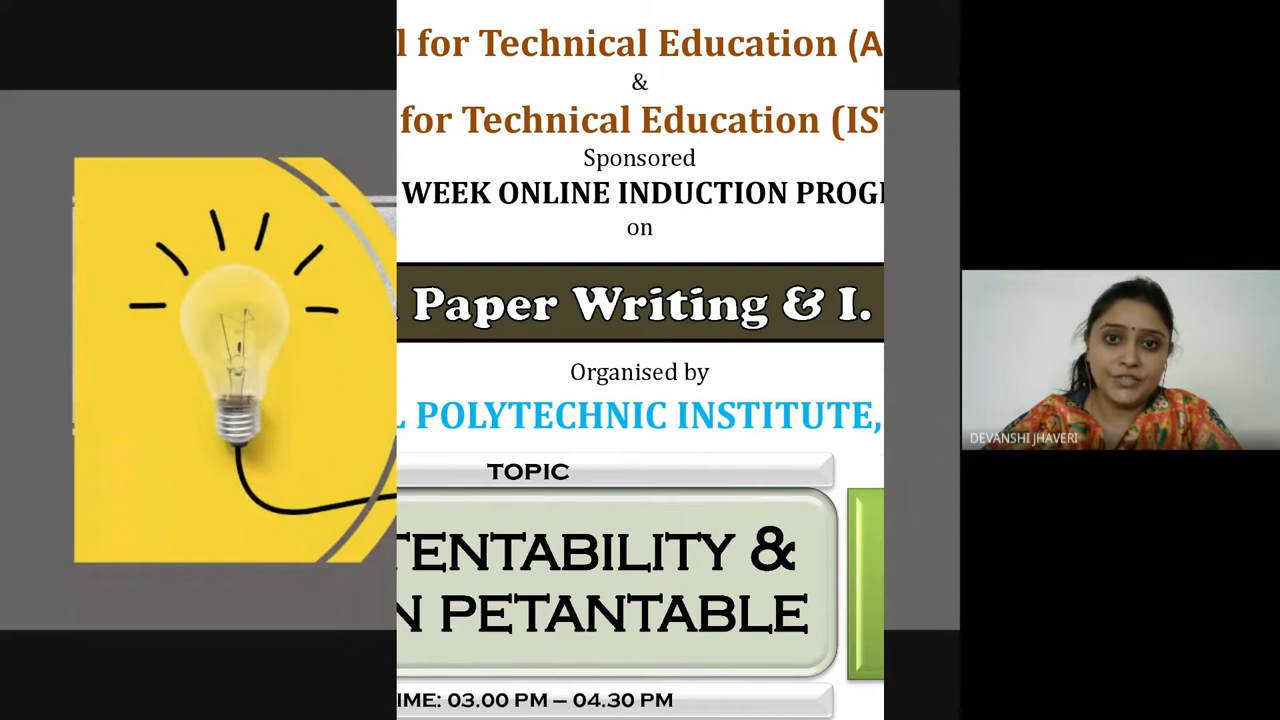 l for Technical Education (A
&
for Technical Education (IS
Sponsored
WEEK ONLINE INDUCTION PROG
on
Paper Writing & I.
Organised by
L POLYTECHNIC INSTITUTE,
TOPIC
TENTABILITY &
N PETANTABLE
IME: 03.00 PM – 04.30 PM
DEVANSHI JHAVERI